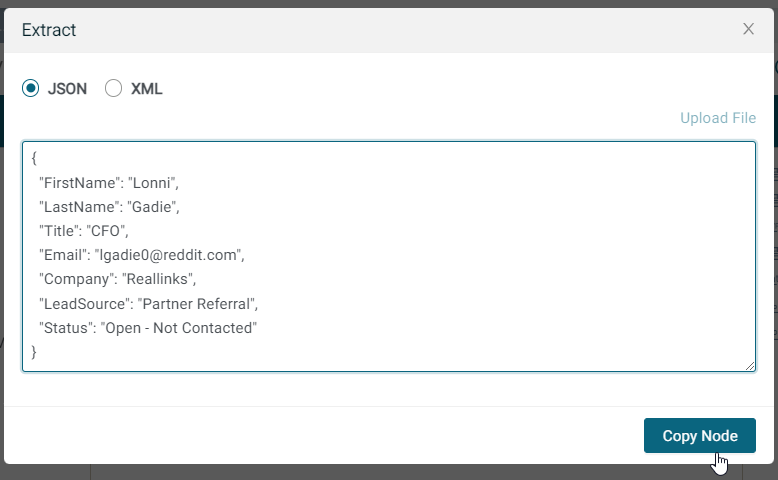 Extract
JSON XML
Upload File
{
"FirstName": "Lonni",
"LastName": "Gadie",
"Title": "CFO",
"Email": "lgadie0@reddit.com",
"Company": "Reallinks",
"LeadSource": "Partner Referral",
"Status": "Open - Not Contacted"
}
Copy Node